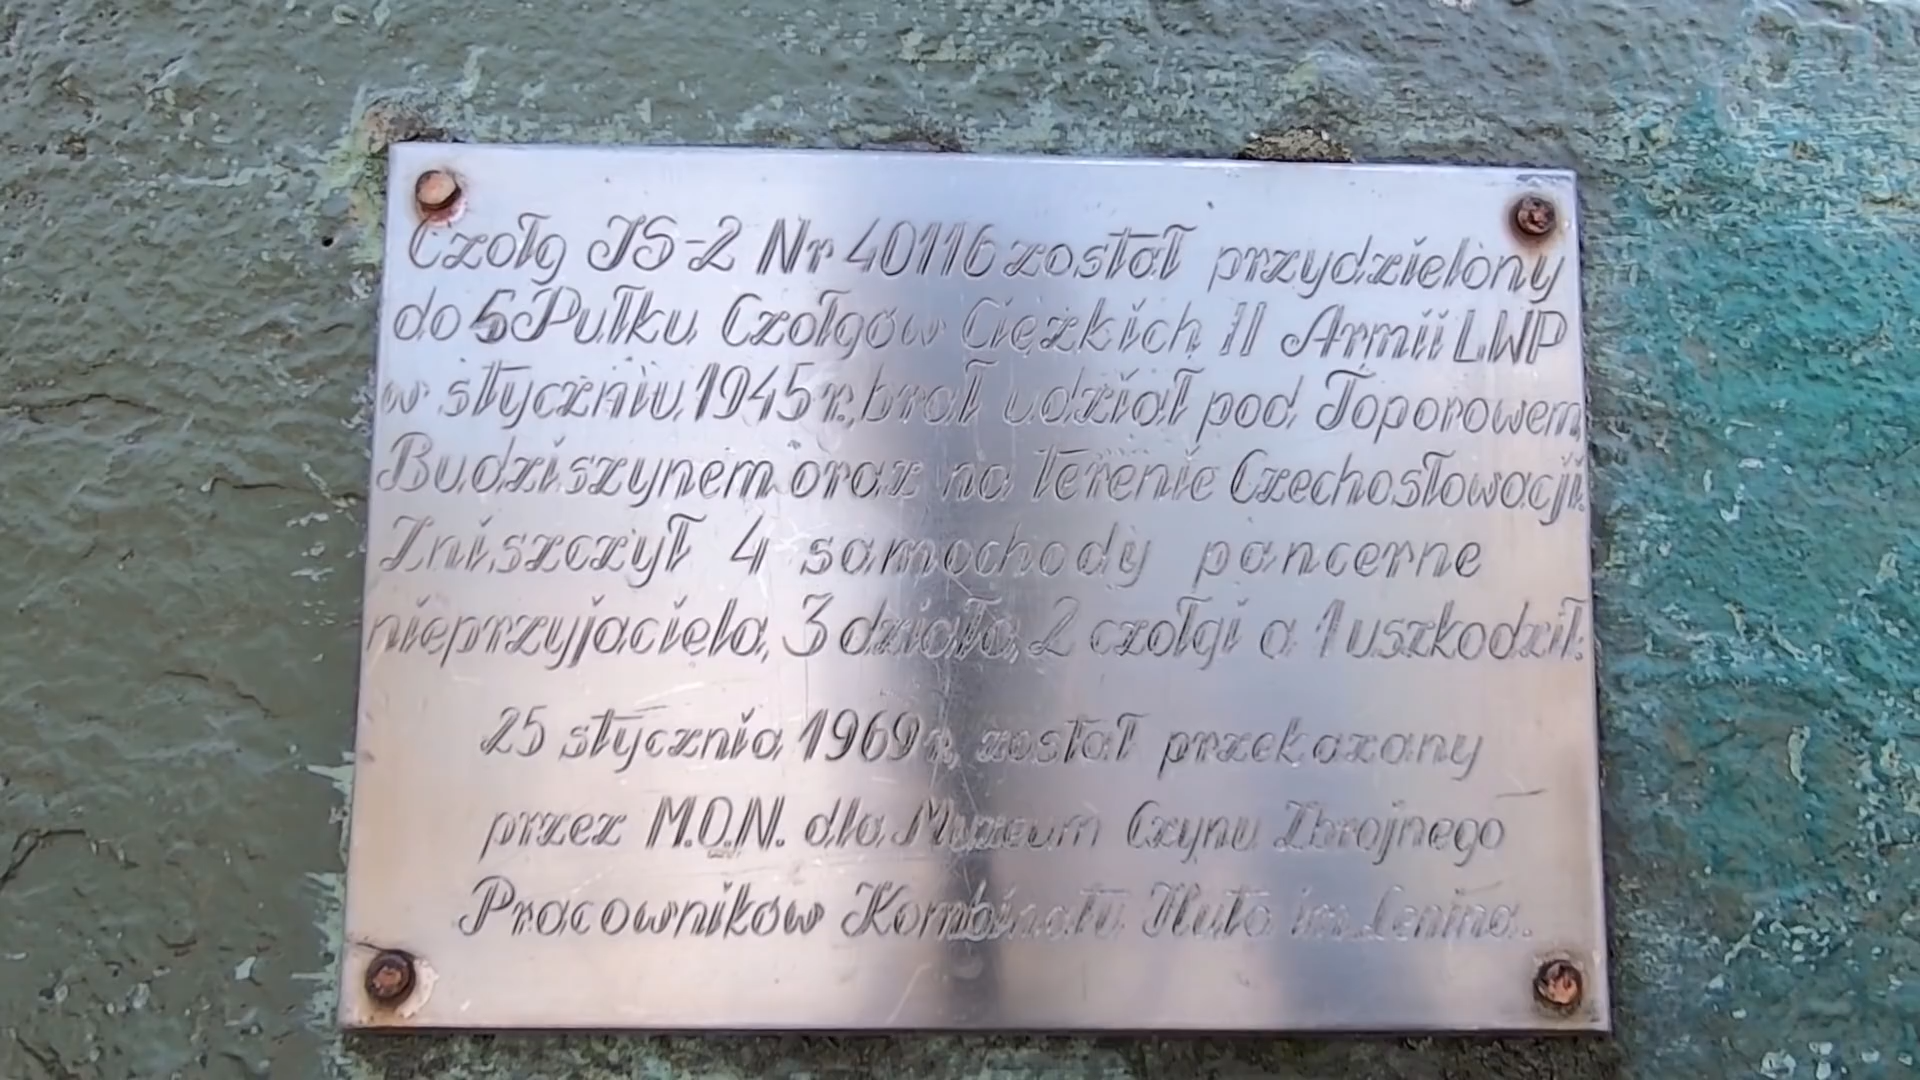 Czołg JS-2 Nr 40116 został przydzielony
do 5 Pułku Czołgów Ciężkich II Armii LWP
w styczniu 1945 r., brał udział pod Toporowem
Budziszynem oraz na terenie Czechosłowacji.
Zniszczył 4 samochody pancerne
nieprzyjaciela, 3 działa, 2 czołgi a 1 uszkodził.
25 stycznia 1969 r., został przekazany
przez M.O.N. dla Muzeum Czynu Zbrojnego
Pracowników Kombinatu Huta im. Lenina.